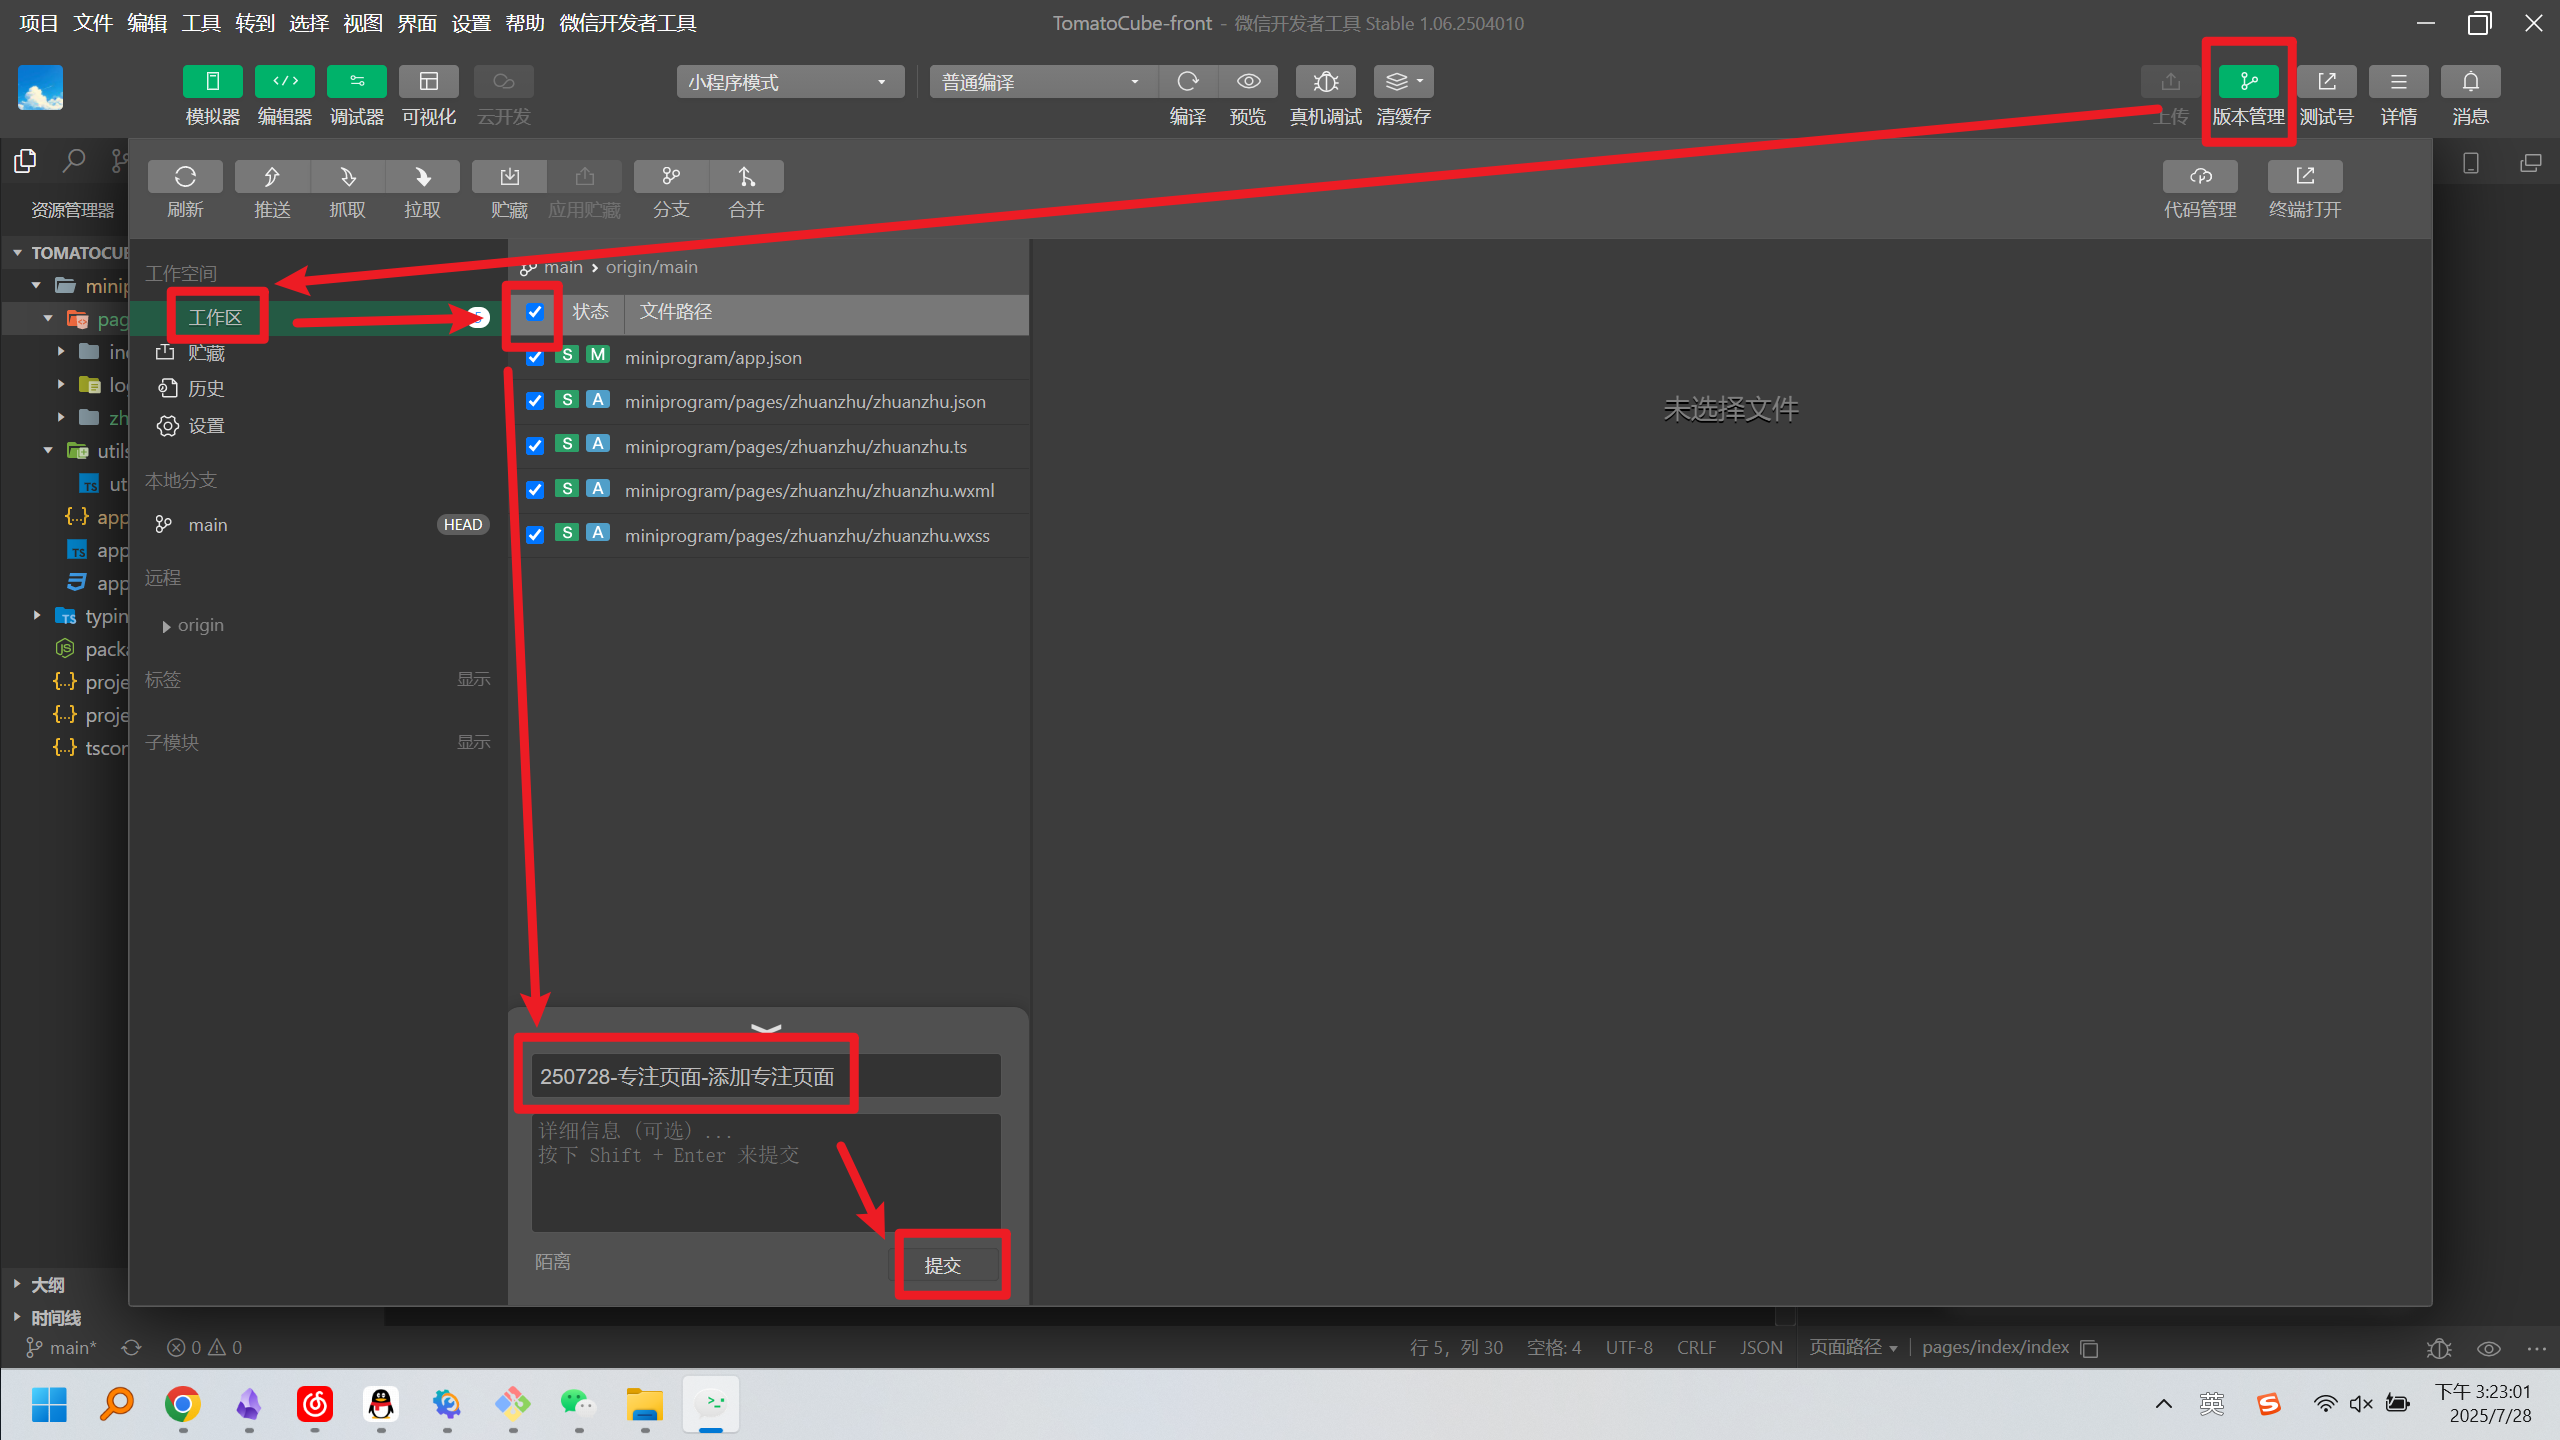 项目 文件 编辑 工具 转到 选择 视图 界面 设置 帮助 微信开发者工具
TomatoCube-front - 微信开发者工具 Stable 1.06.2504010
模拟器 编辑器 调试器 可视化 云开发
小程序模式 普通编译
编译 预览 真机调试 清缓存
上传 版本管理 测试号 详情 消息
刷新 推送 抓取 拉取 贮藏 应用贮藏 分支 合并
代码管理 终端打开
资源管理器
TOMATOCUB
minip
pag
ind
log
zh
utils
TS ut
app
TS app
app
TS typin
JS packa
proje
proje
tscor
大纲
时间线
工作空间
工作区
贮藏
历史
设置
本地分支
main HEAD
远程
origin
标签 显示
子模块 显示
main › origin/main
状态 文件路径
S M miniprogram/app.json
S A miniprogram/pages/zhuanzhu/zhuanzhu.json
S A miniprogram/pages/zhuanzhu/zhuanzhu.ts
S A miniprogram/pages/zhuanzhu/zhuanzhu.wxml
S A miniprogram/pages/zhuanzhu/zhuanzhu.wxss
未选择文件
250728-专注页面-添加专注页面
详细信息 (可选) ...
按下 Shift + Enter 来提交
陌离 提交
main* 0 0
行 5，列 30 空格: 4 UTF-8 CRLF JSON
页面路径 pages/index/index
英
下午 3:23:01
2025/7/28